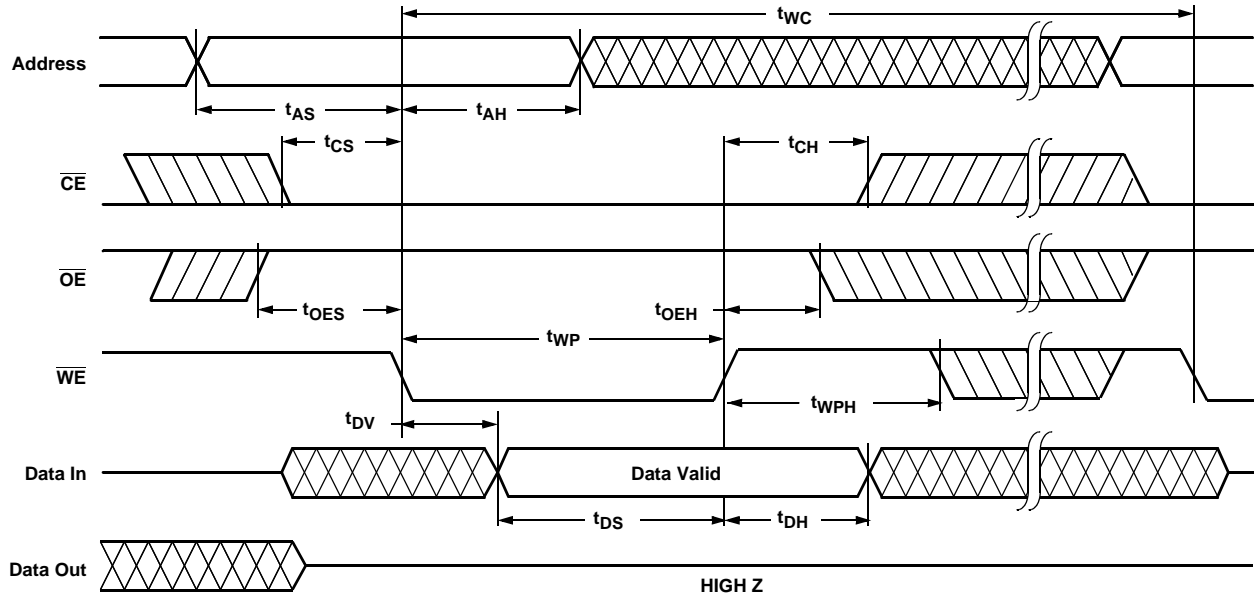 tWC
Address
tAS
tAH
tCS
tCH
CE
OE
tOES
tOEH
tWP
WE
tWPH
tDV
Data In
Data Valid
tDS
tDH
Data Out
HIGH Z